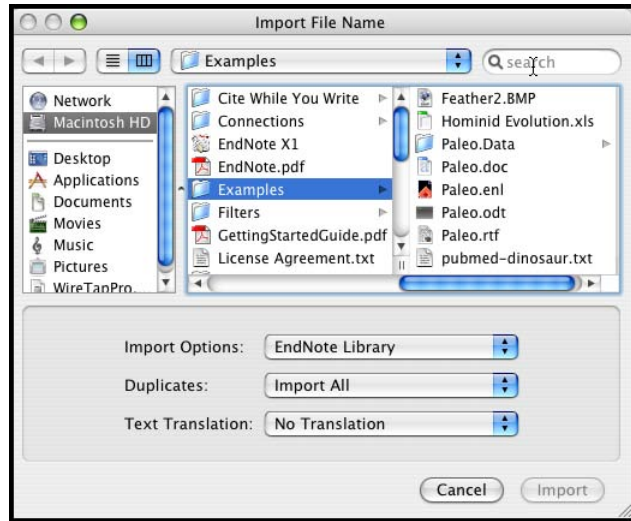 Import File Name
Examples
search
Network
Macintosh HD
Desktop
Applications
Documents
Movies
Music
Pictures
WireTapPro.
Cite While You Write
Connections
EndNote X1
EndNote.pdf
Examples
Filters
GettingStartedGuide.pdf
License Agreement.txt
Feather2.BMP
Hominid Evolution.xls
Paleo.Data
Paleo.doc
Paleo.enl
Paleo.odt
Paleo.rtf
pubmed-dinosaur.txt
Import Options: EndNote Library
Duplicates: Import All
Text Translation: No Translation
Cancel Import